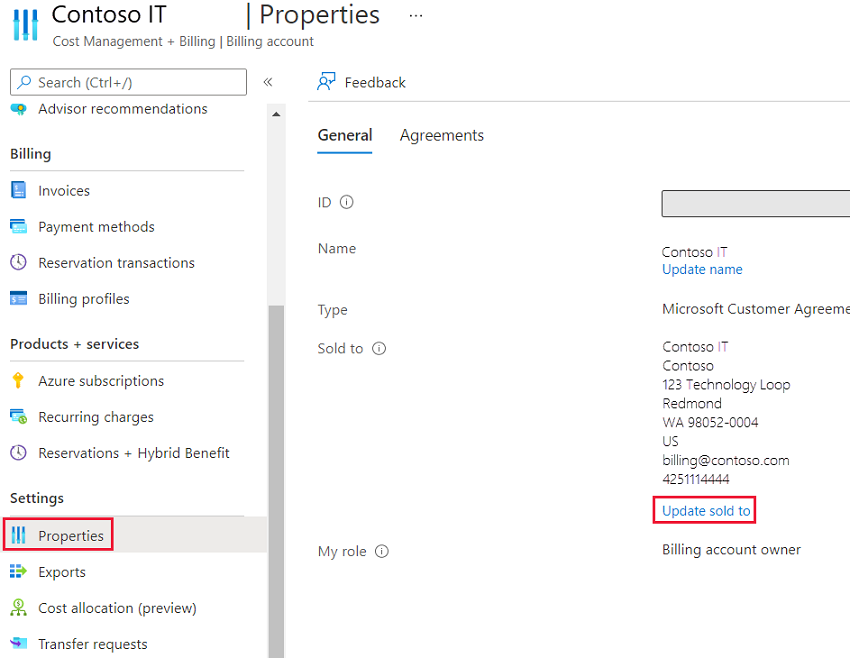 Contoso IT | Properties ...
Cost Management + Billing | Billing account
Search (Ctrl+/) «
Advisor recommendations
Billing
Invoices
Payment methods
Reservation transactions
Billing profiles
Products + services
Azure subscriptions
Recurring charges
Reservations + Hybrid Benefit
Settings
Properties
Exports
Cost allocation (preview)
Transfer requests
Feedback
General Agreements
ID
Name
Contoso IT
Update name
Type
Microsoft Customer Agreeme
Sold to
Contoso IT
Contoso
123 Technology Loop
Redmond
WA 98052-0004
US
billing@contoso.com
4251114444
Update sold to
My role
Billing account owner